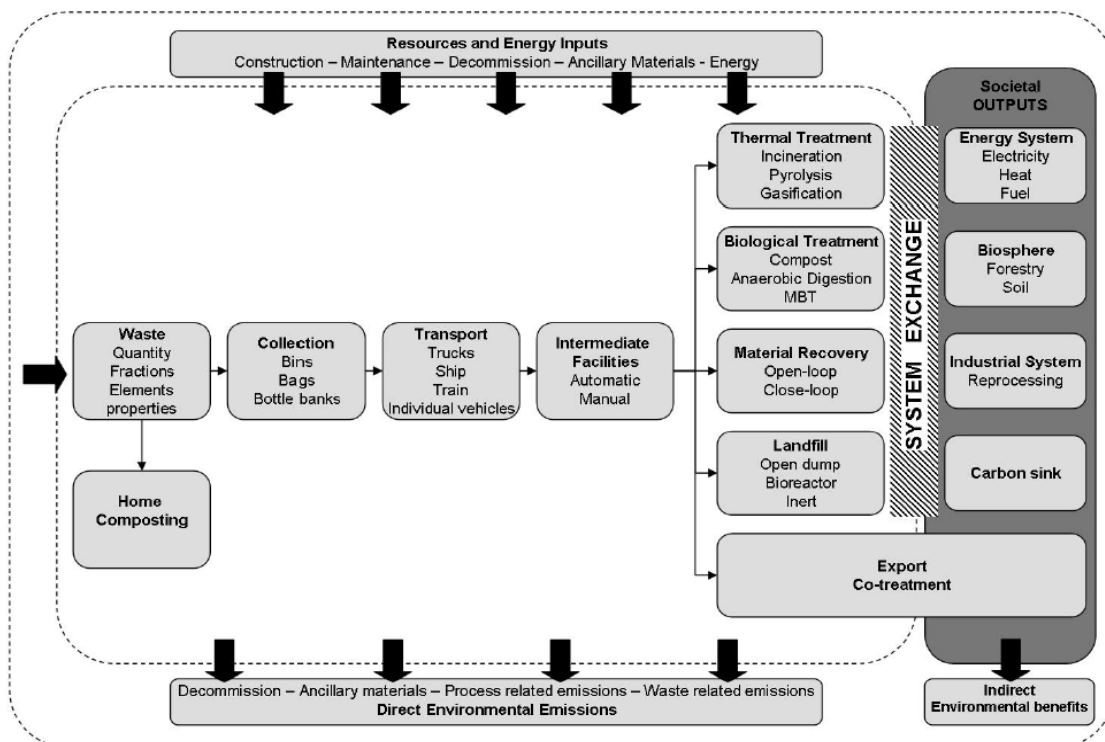 Resources and Energy Inputs
Construction – Maintenance – Decommission – Ancillary Materials - Energy
Societal
OUTPUTS
Thermal Treatment
Incineration
Pyrolysis
Gasification
Energy System
Electricity
Heat
Fuel
SYSTEM EXCHANGE
Biological Treatment
Compost
Anaerobic Digestion
MBT
Biosphere
Forestry
Soil
Waste
Quantity
Fractions
Elements
properties
Collection
Bins
Bags
Bottle banks
Transport
Trucks
Ship
Train
Individual vehicles
Intermediate
Facilities
Automatic
Manual
Material Recovery
Open-loop
Close-loop
Industrial System
Reprocessing
Home
Composting
Landfill
Open dump
Bioreactor
Inert
Carbon sink
Export
Co-treatment
Decommission – Ancillary materials – Process related emissions – Waste related emissions
Direct Environmental Emissions
Indirect
Environmental benefits